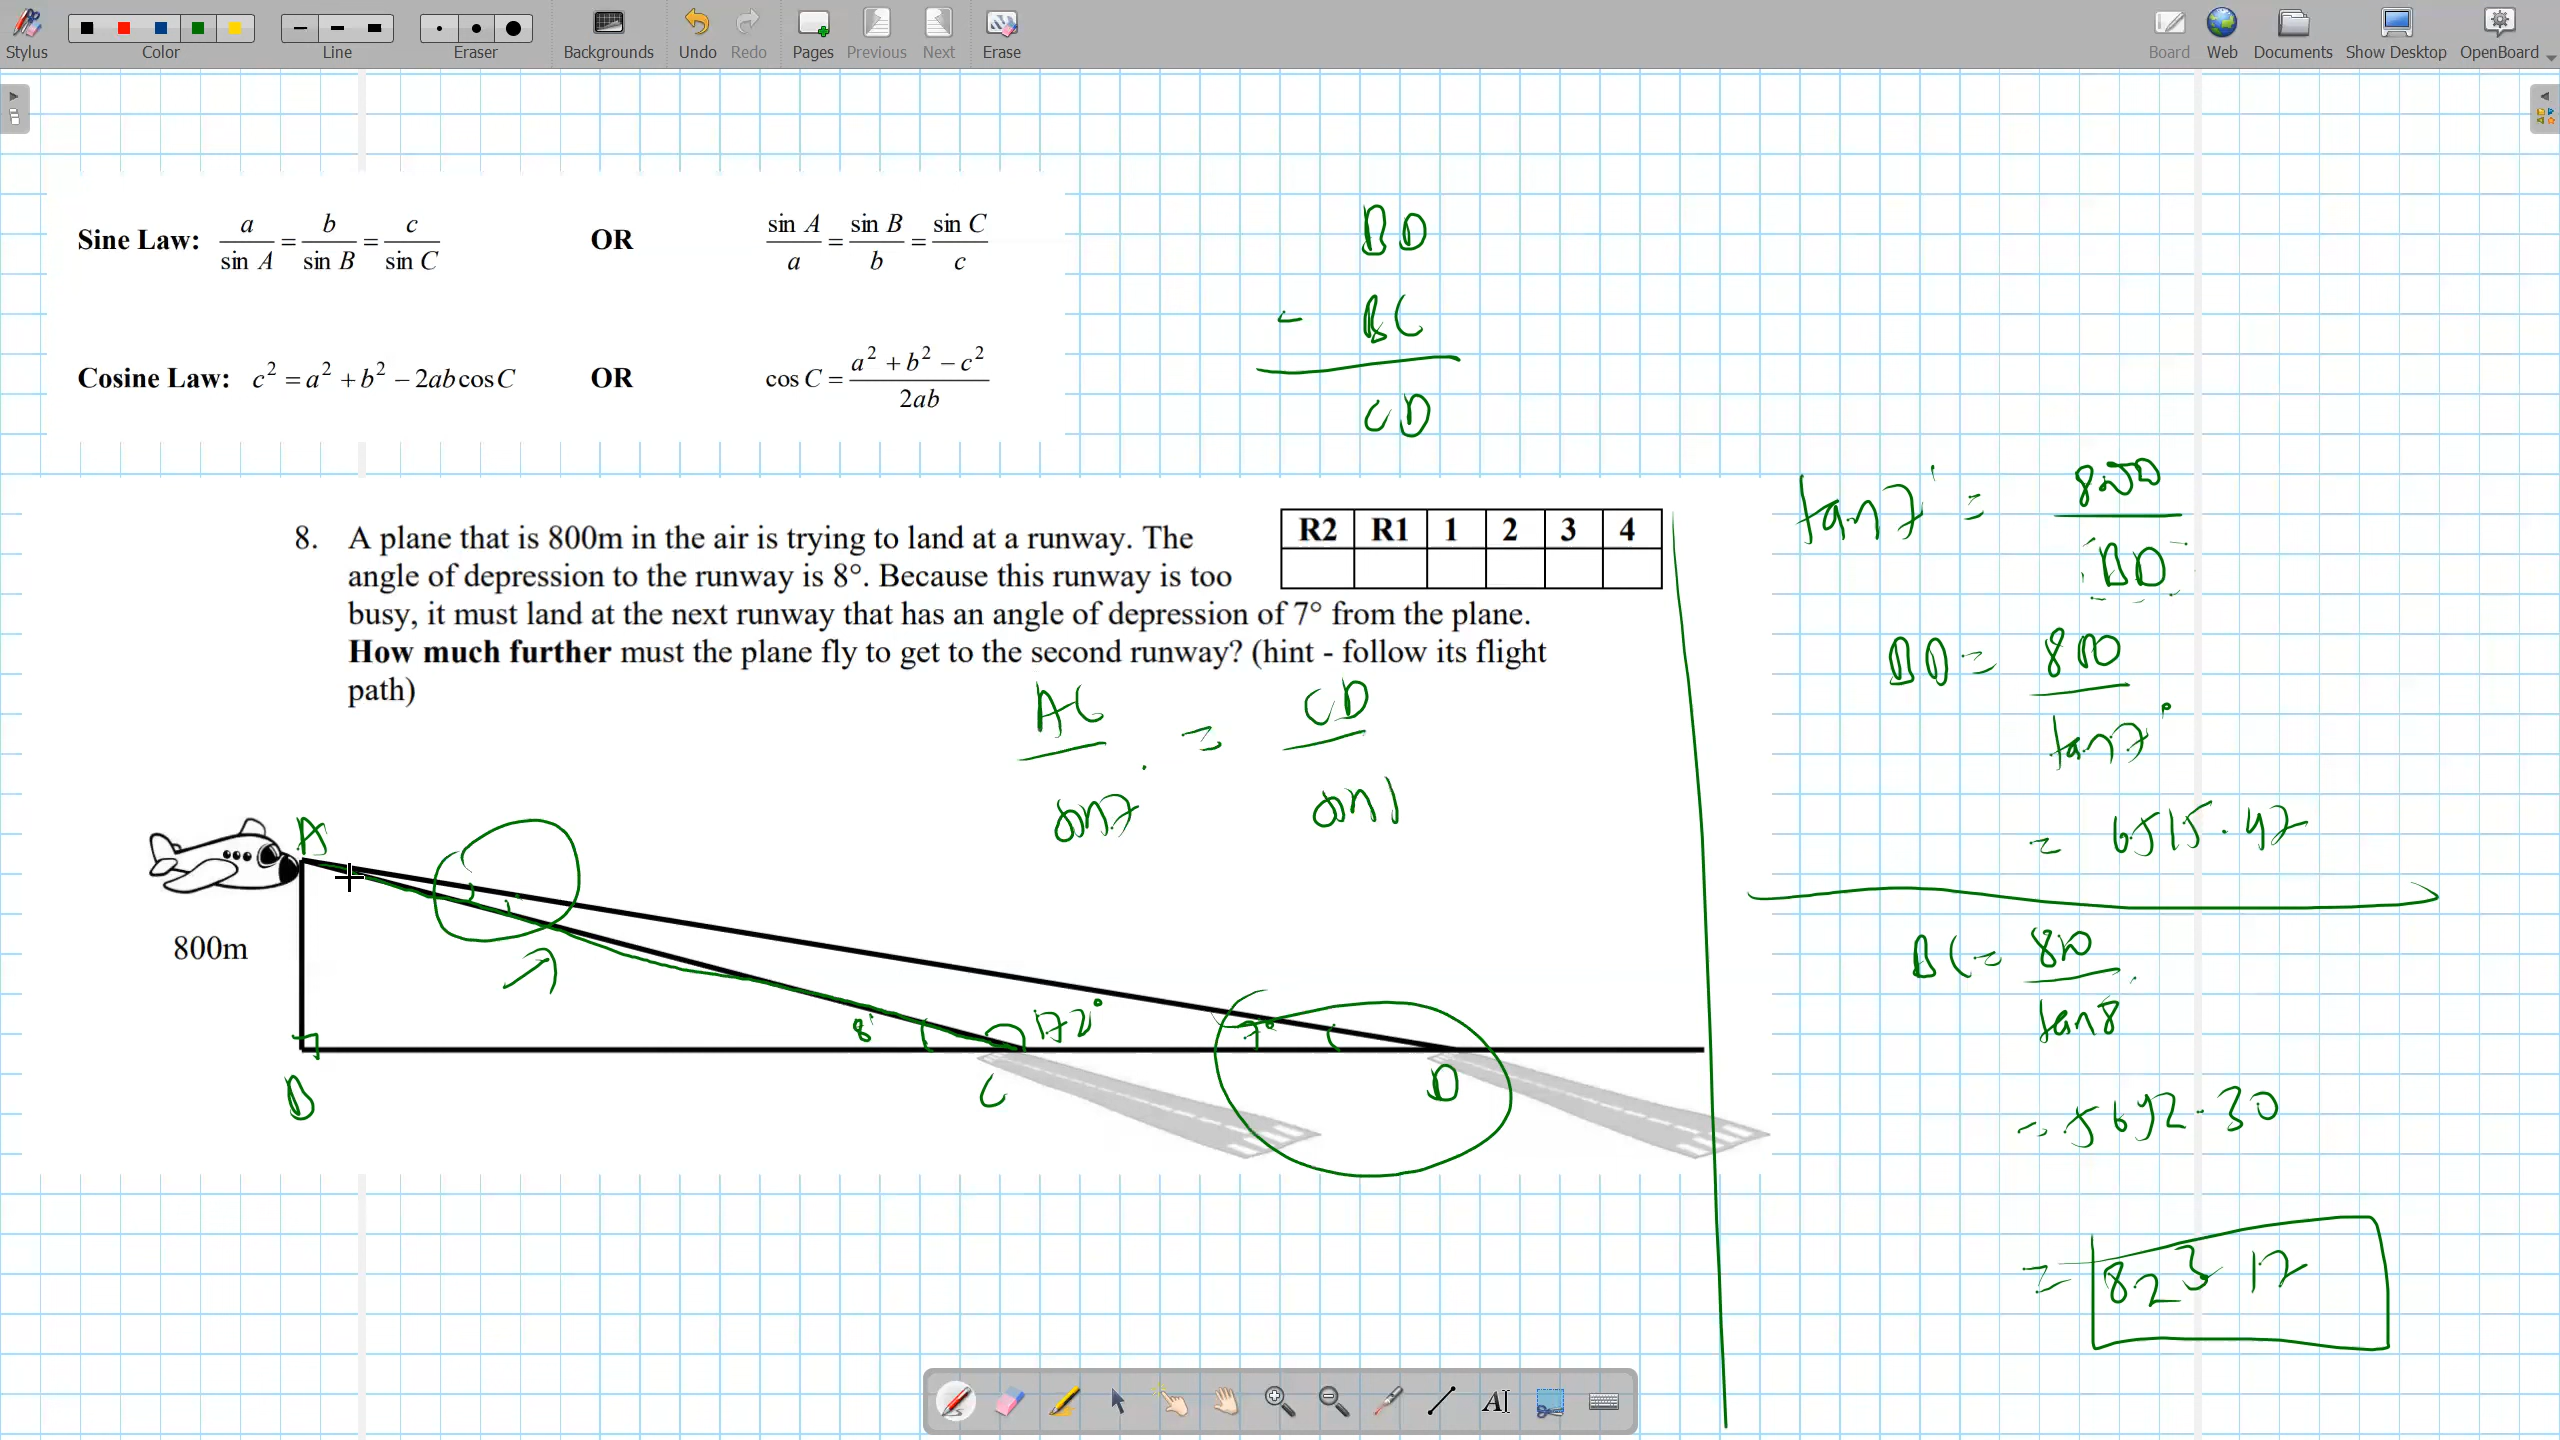 Stylus Color Line Eraser Backgrounds Undo Redo Pages Previous Next Erase Board Web Documents Show Desktop OpenBoard
Sine Law: a/sin A = b/sin B = c/sin C OR sin A/a = sin B/b = sin C/c
Cosine Law: c² = a² + b² − 2ab cos C OR cos C = (a² + b² − c²)/2ab
BD
- BC
CD
8. A plane that is 800m in the air is trying to land at a runway. The
angle of depression to the runway is 8°. Because this runway is too
busy, it must land at the next runway that has an angle of depression of 7° from the plane.
How much further must the plane fly to get to the second runway? (hint - follow its flight
path)
R2 R1 1 2 3 4
AC/sin7 = CD/sin1
A
800m
8° 172° 7°
B C D
tan7° = 800/BD
BD = 800/tan7°
= 6515.47
BC = 800/tan8
= 5692.30
= 823 17